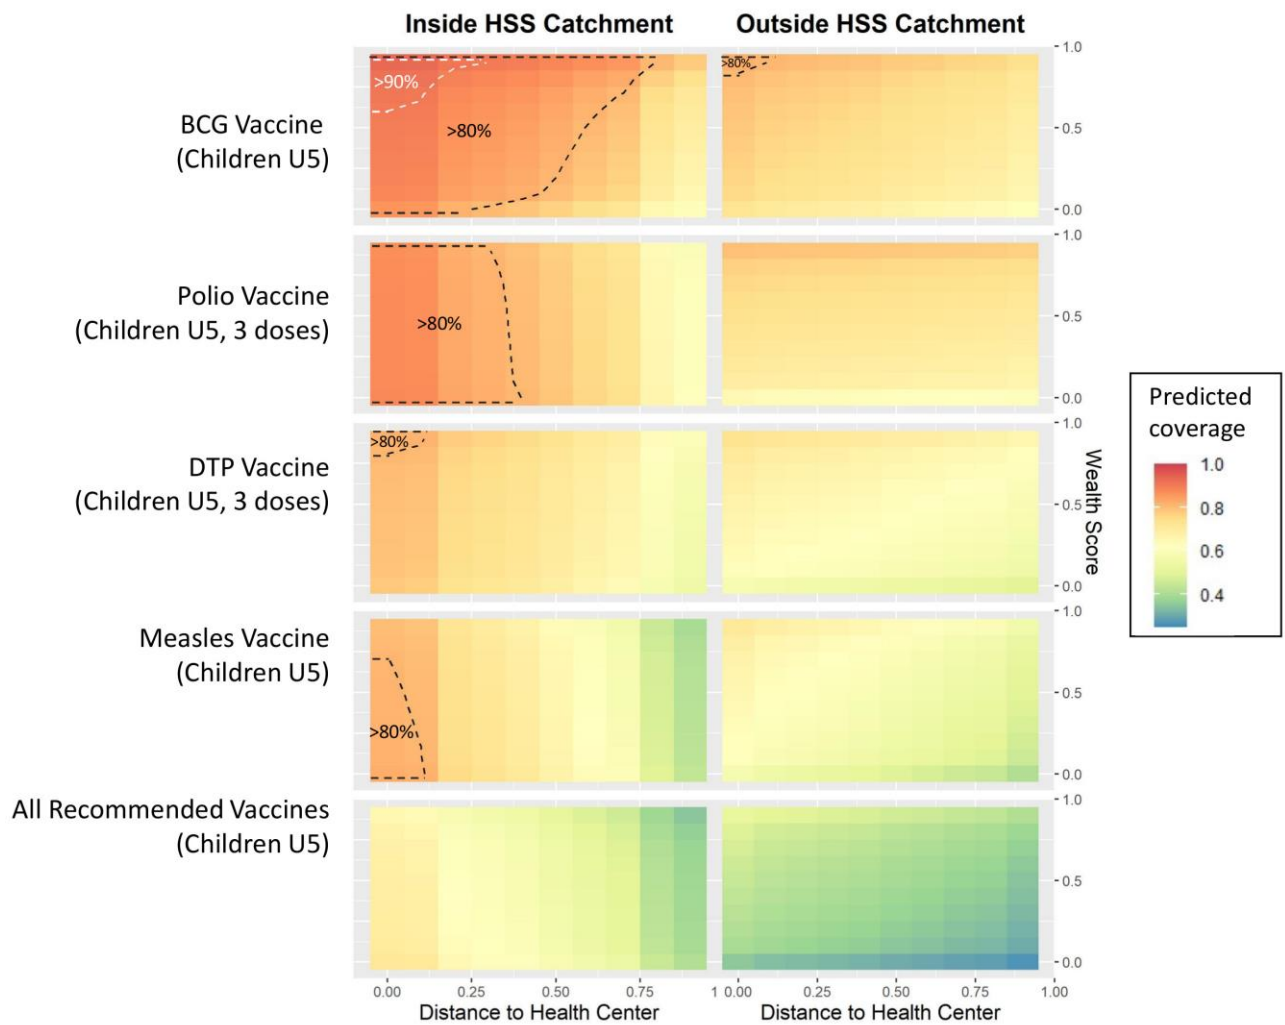 Inside HSS Catchment
Outside HSS Catchment
BCG Vaccine
(Children U5)
>90%
>80%
>80%
1.0
0.5
0.0
Polio Vaccine
(Children U5, 3 doses)
>80%
1.0
0.5
0.0
DTP Vaccine
(Children U5, 3 doses)
>80%
1.0
0.5
0.0
Measles Vaccine
(Children U5)
>80%
1.0
0.5
0.0
All Recommended Vaccines
(Children U5)
1.0
0.5
0.0
Wealth Score
0.00 0.25 0.50 0.75 1 0.00 0.25 0.50 0.75 1.00
Distance to Health Center
Distance to Health Center
Predicted
coverage
1.0
0.8
0.6
0.4